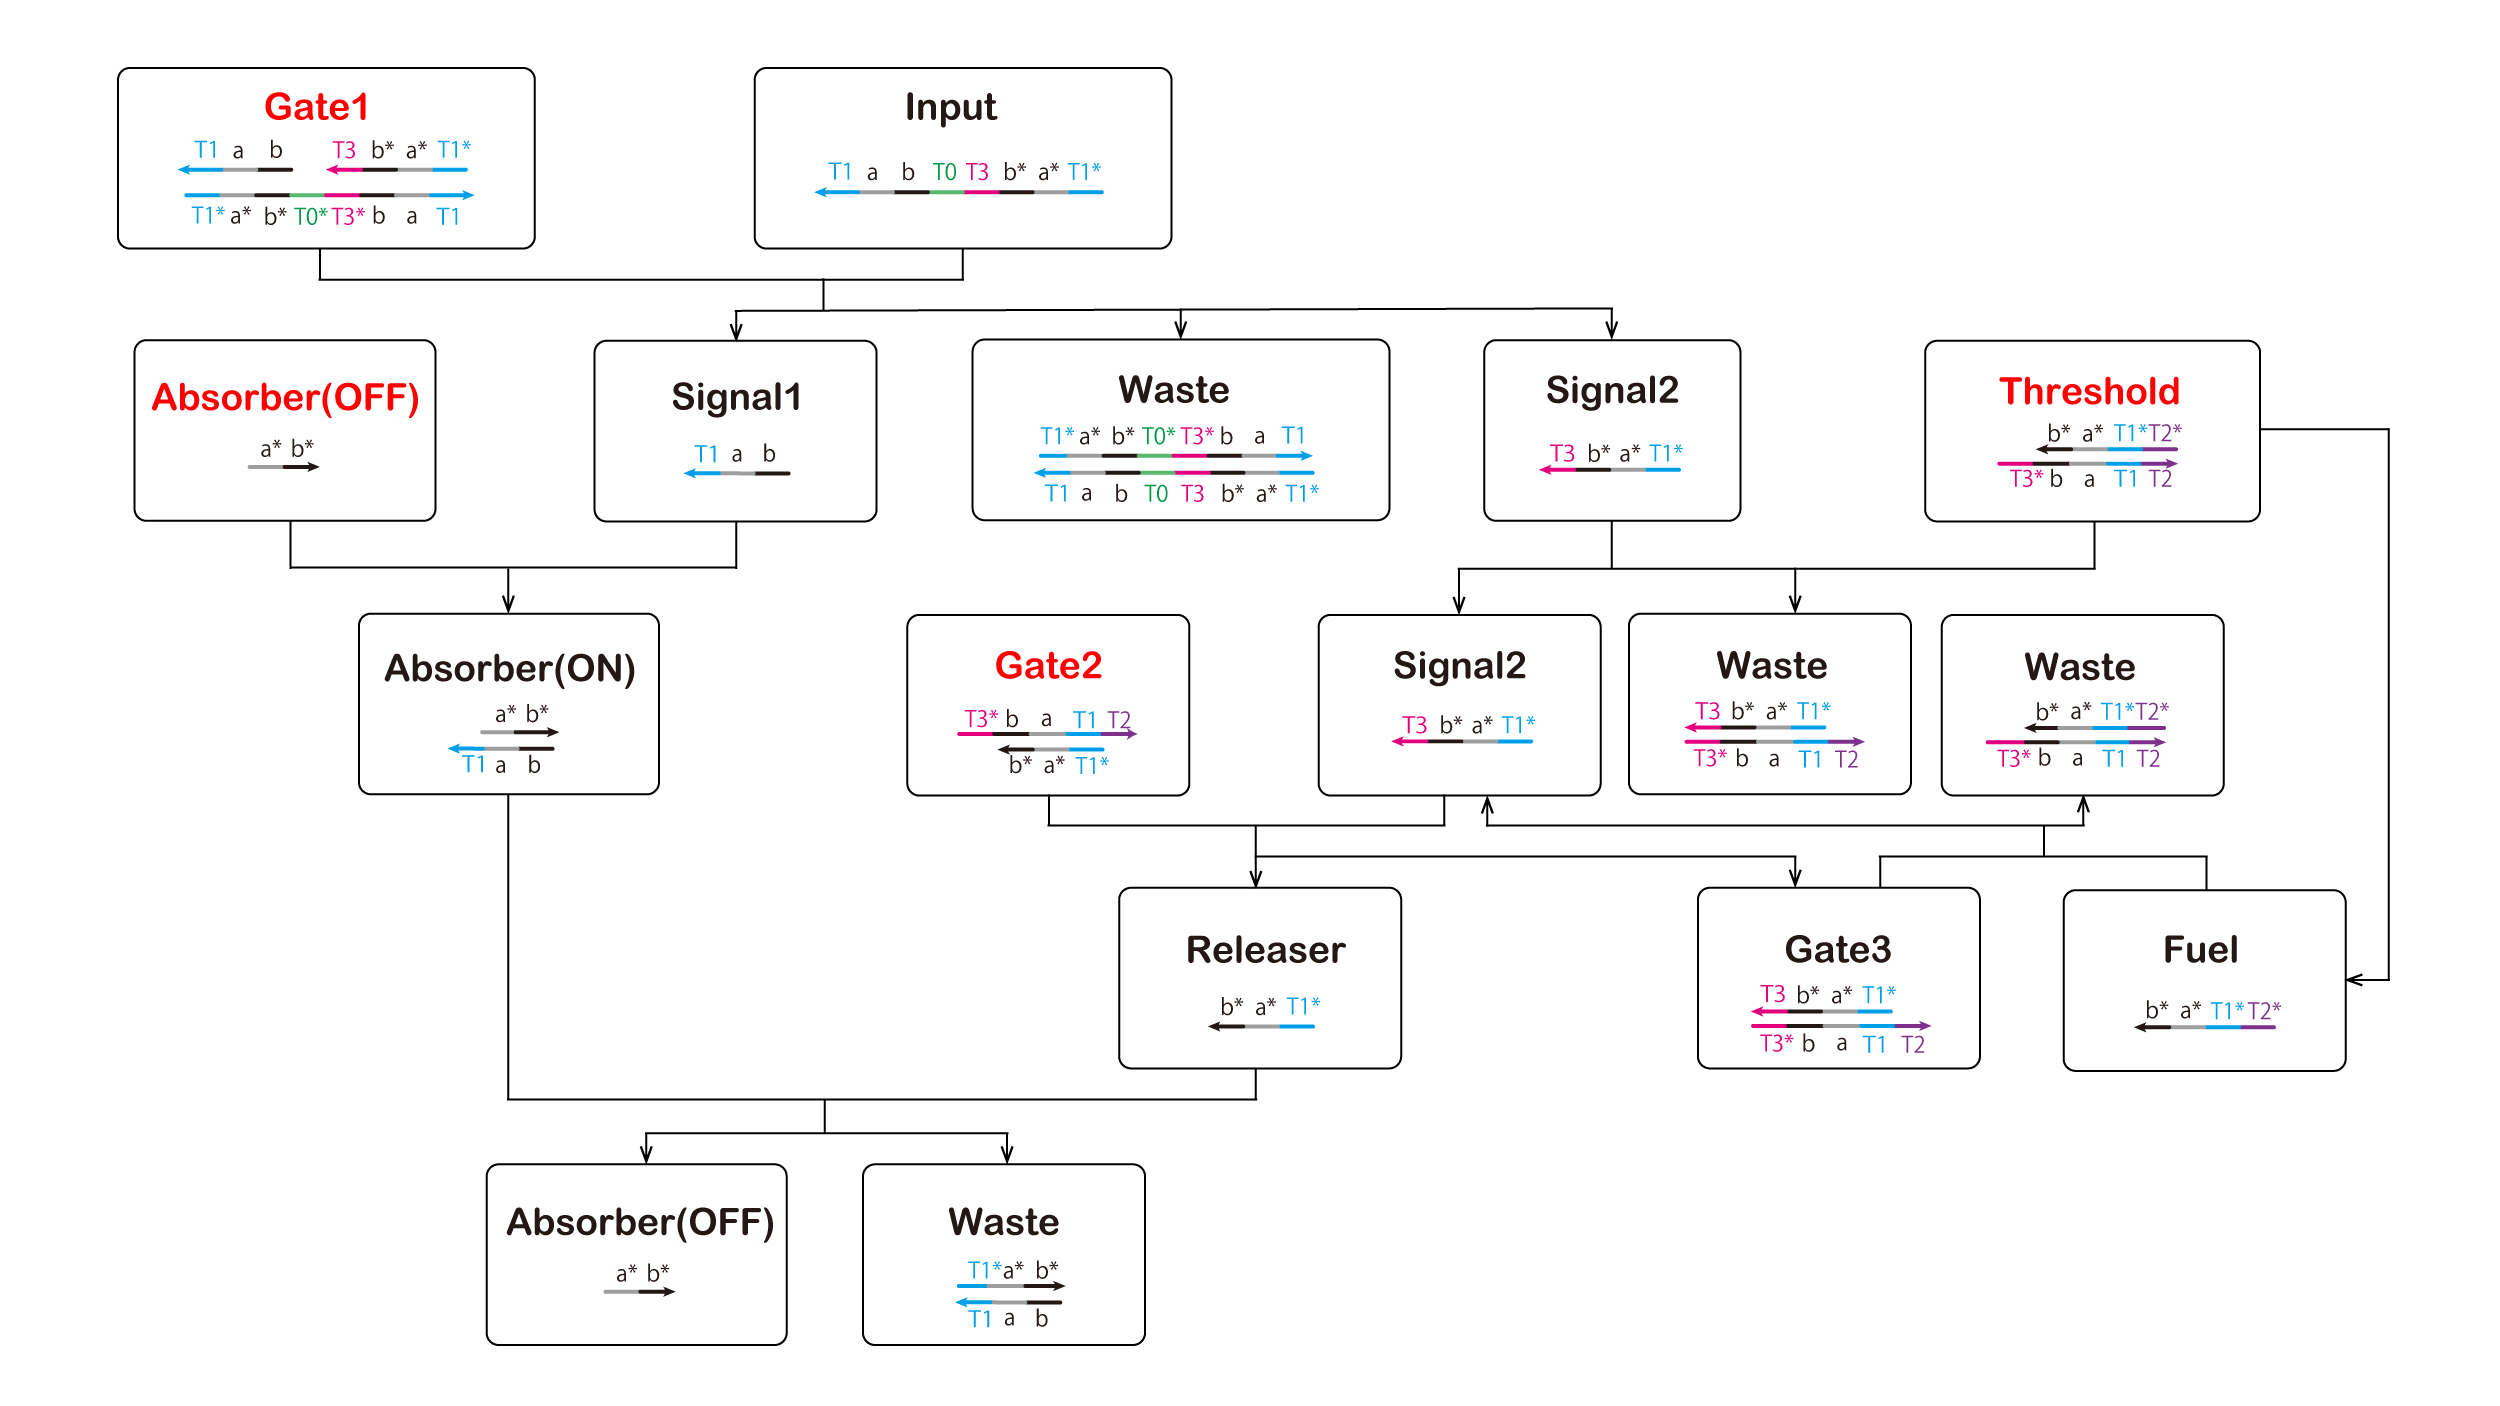 Gate1
T1 a b T3 b* a* T1*
T1* a* b* T0* T3* b a T1
Input
T1 a b T0 T3 b* a* T1*
Absorber(OFF)
a* b*
Signal1
T1 a b
Waste
T1* a* b* T0* T3* b a T1
T1 a b T0 T3 b* a* T1*
Signal2
T3 b* a* T1*
Threshold
b* a* T1* T2*
T3* b a T1 T2
Absorber(ON)
a* b*
T1 a b
Gate2
T3* b a T1 T2
b* a* T1*
Signal2
T3 b* a* T1*
Waste
T3 b* a* T1*
T3* b a T1 T2
Waste
b* a* T1* T2*
T3* b a T1 T2
Releaser
b* a* T1*
Gate3
T3 b* a* T1*
T3* b a T1 T2
Fuel
b* a* T1* T2*
Absorber(OFF)
a* b*
Waste
T1* a* b*
T1 a b